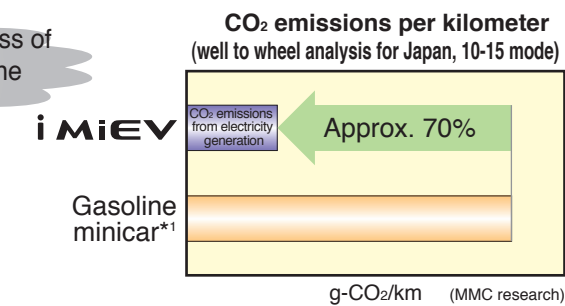 ss of
ne
CO₂ emissions per kilometer
(well to wheel analysis for Japan, 10-15 mode)
i MiEV
CO₂ emissions
from electricity
generation
Approx. 70%
Gasoline
minicar*¹
g-CO₂/km (MMC research)